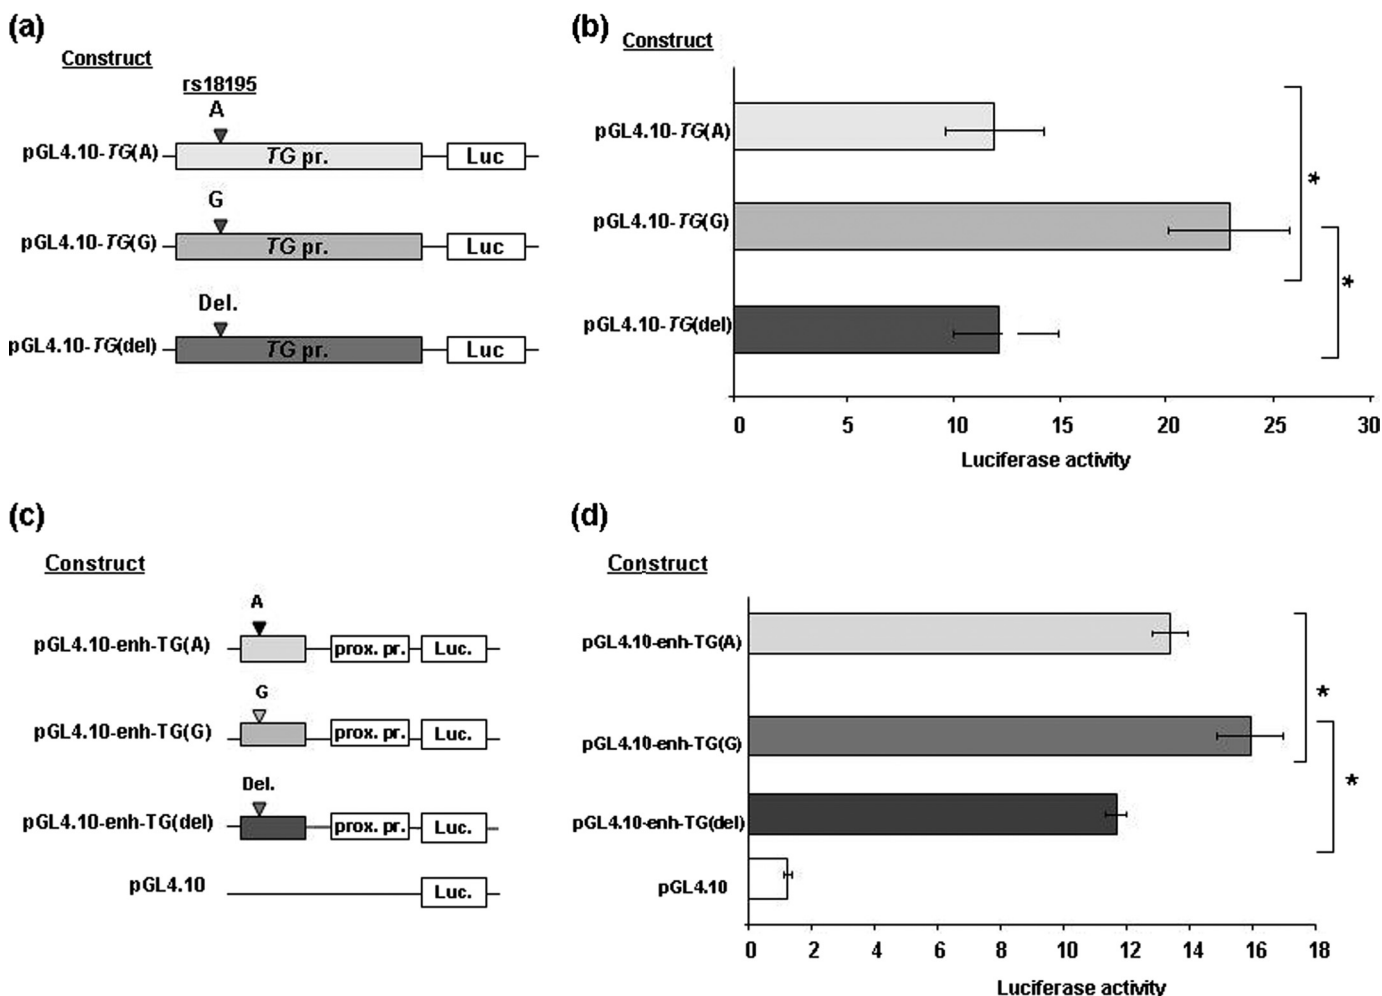 (a)
Construct
rs18195
A
pGL4.10-TG(A)
TG pr.
Luc
G
pGL4.10-TG(G)
TG pr.
Luc
Del.
pGL4.10-TG(del)
TG pr.
Luc
(b)
Construct
pGL4.10-TG(A)
pGL4.10-TG(G)
pGL4.10-TG(del)
*
*
0 5 10 15 20 25 30
Luciferase activity
(c)
Construct
A
pGL4.10-enh-TG(A)
prox. pr.
Luc.
G
pGL4.10-enh-TG(G)
prox. pr.
Luc.
Del.
pGL4.10-enh-TG(del)
prox. pr.
Luc.
pGL4.10
Luc.
(d)
Construct
pGL4.10-enh-TG(A)
pGL4.10-enh-TG(G)
pGL4.10-enh-TG(del)
pGL4.10
*
*
0 2 4 6 8 10 12 14 16 18
Luciferase activity